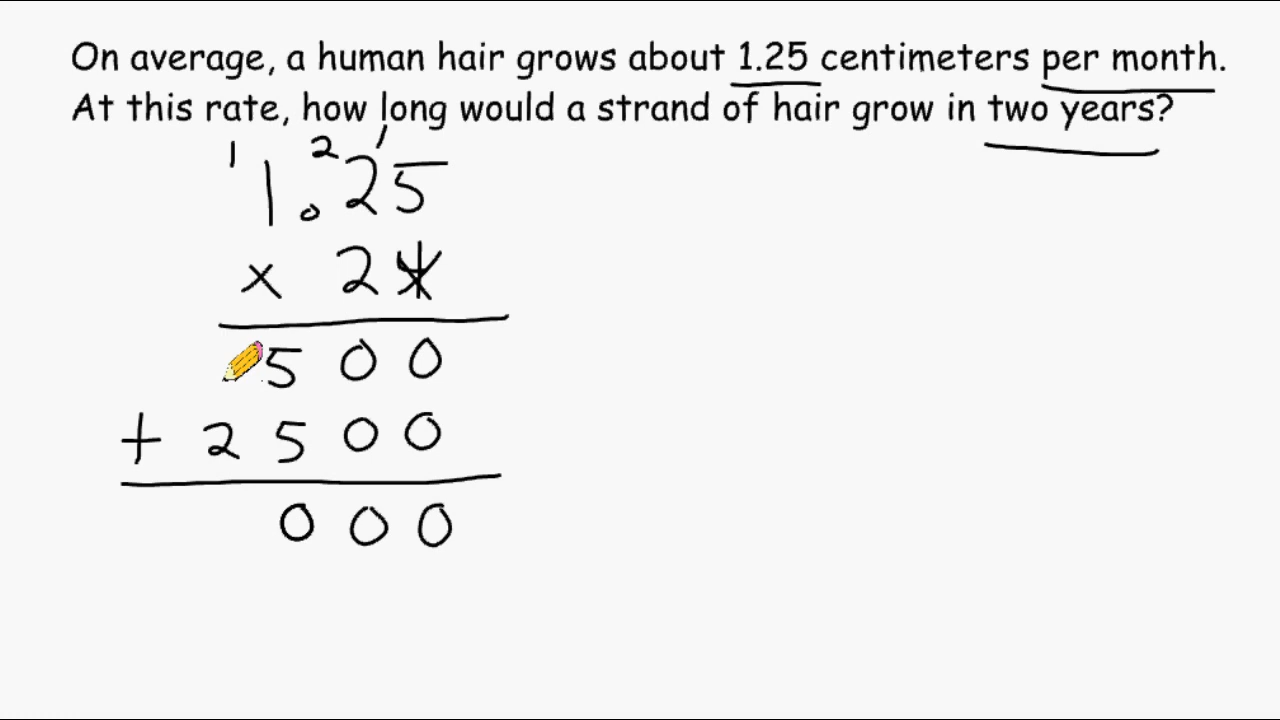 On average, a human hair grows about 1.25 centimeters per month.
At this rate, how long would a strand of hair grow in two years?
1 2 1
1.25
x 24
500
+ 2500
000